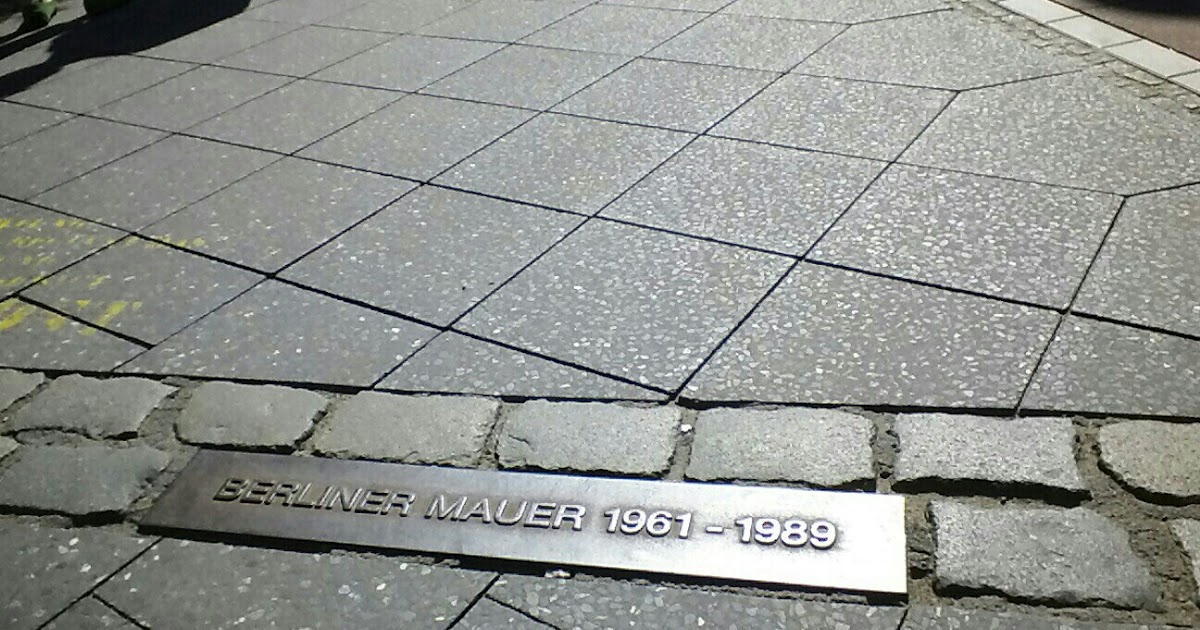 BERLINER MAUER 1961 - 1989